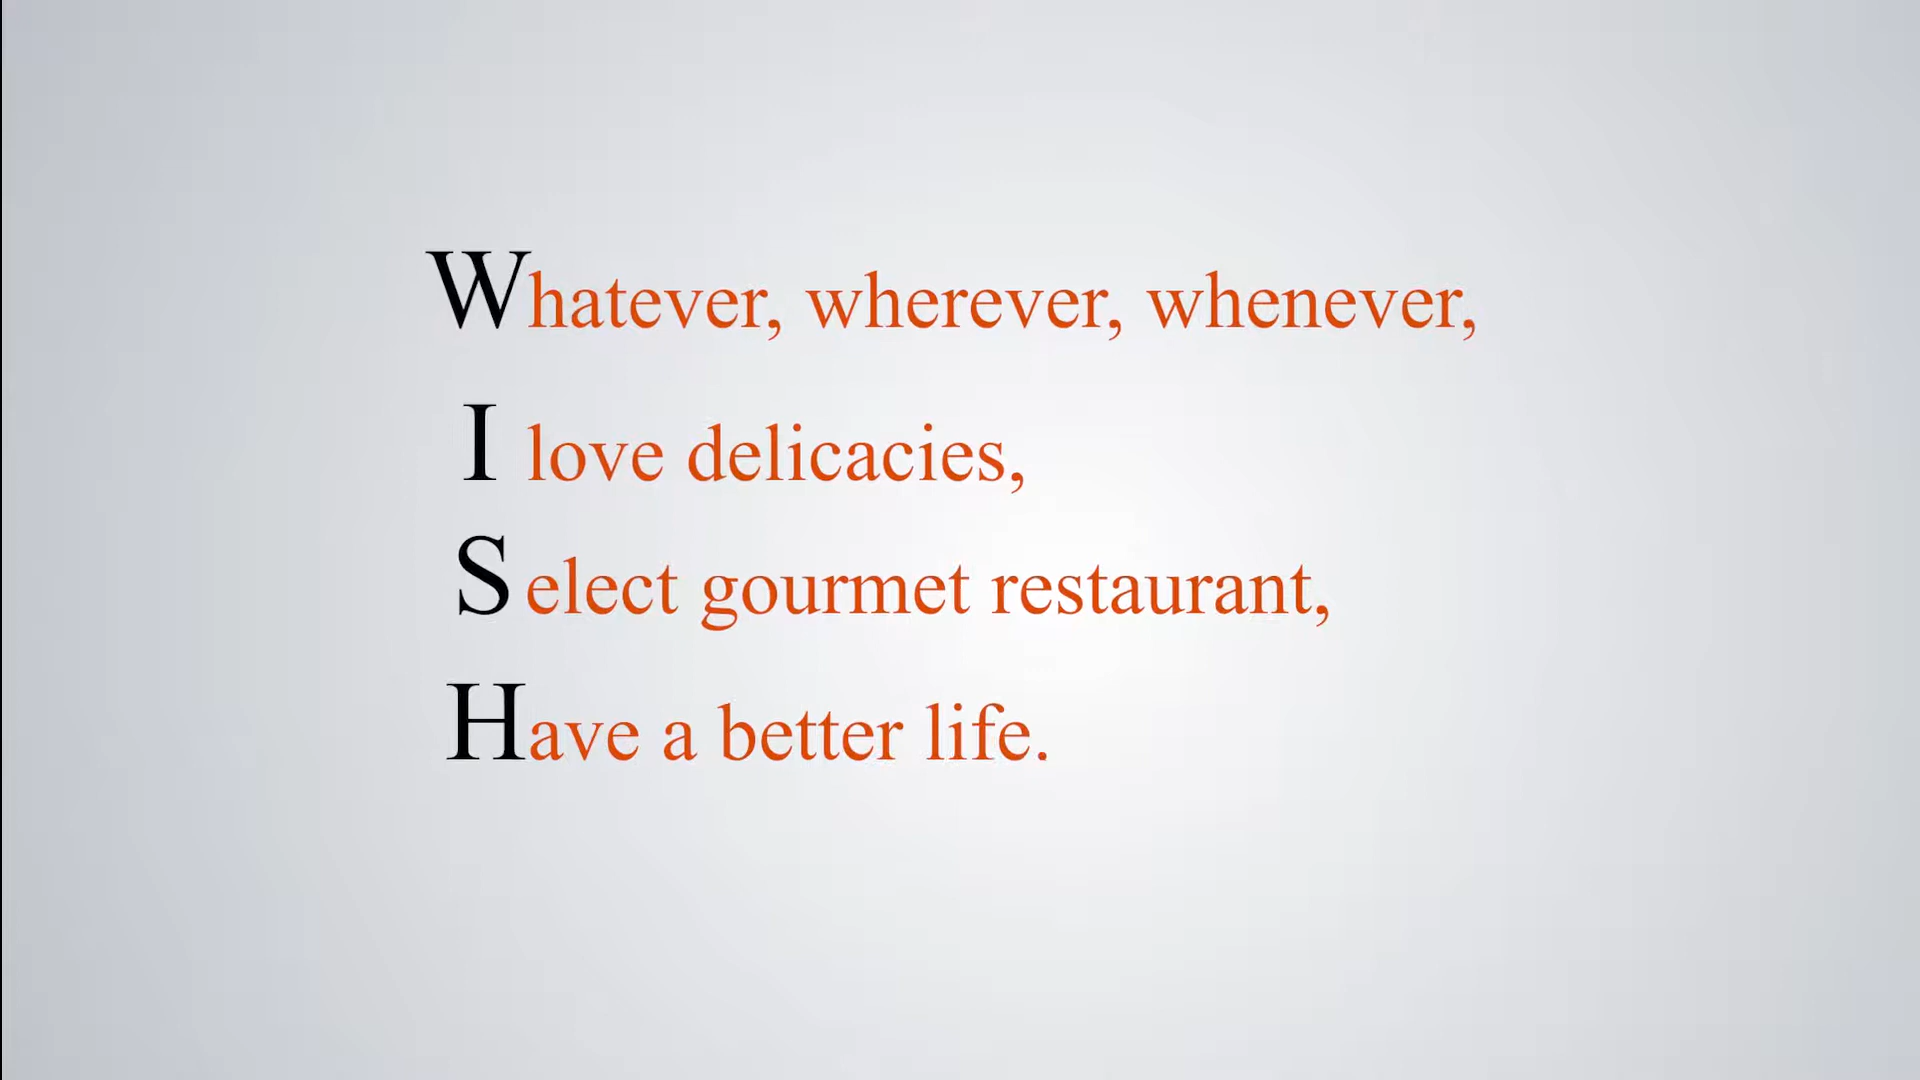 Whatever, wherever, whenever,
I love delicacies,
Select gourmet restaurant,
Have a better life.